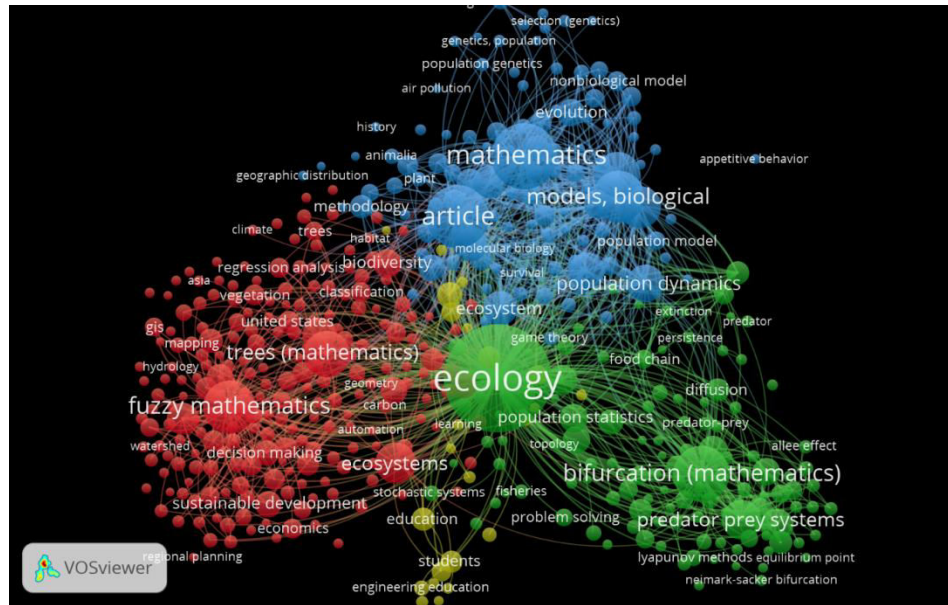 selection (genetics)
genetics, population
population genetics
nonbiological model
air pollution
evolution
history
mathematics
animalia
appetitive behavior
geographic distribution
plant
models, biological
methodology
article
climate
trees
habitat
molecular biology
population model
biodiversity
regression analysis
survival
asia
population dynamics
vegetation
classification
ecosystem
extinction
united states
predator
gis
game theory
persistence
mapping
trees (mathematics)
food chain
hydrology
ecology
geometry
diffusion
fuzzy mathematics
carbon
population statistics
learning
predator-prey
automation
watershed
topology
allee effect
decision making
ecosystems
bifurcation (mathematics)
stochastic systems
fisheries
sustainable development
education
problem solving
predator prey systems
economics
regional planning
students
lyapunov methods
equilibrium point
VOSviewer
engineering education
neimark-sacker bifurcation